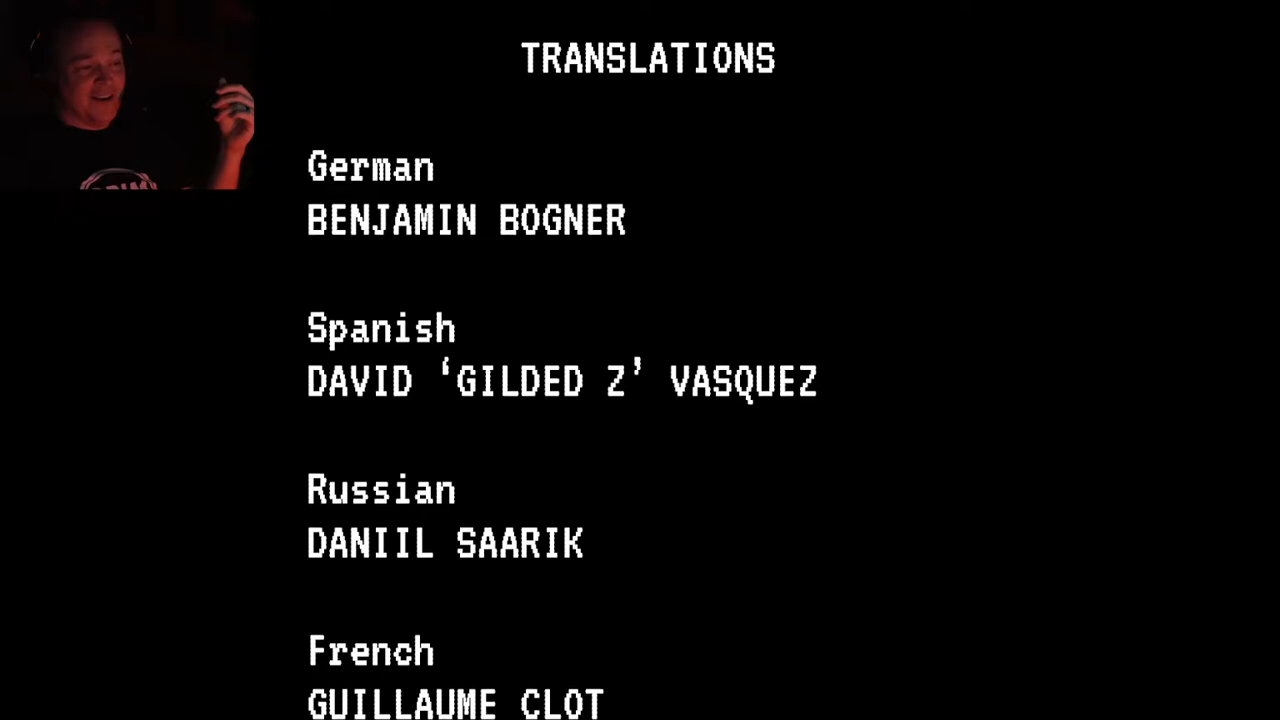 TRANSLATIONS
German
BENJAMIN BOGNER
Spanish
DAVID ‘GILDED Z’ VASQUEZ
Russian
DANIIL SAARIK
French
GUILLAUME CLOT